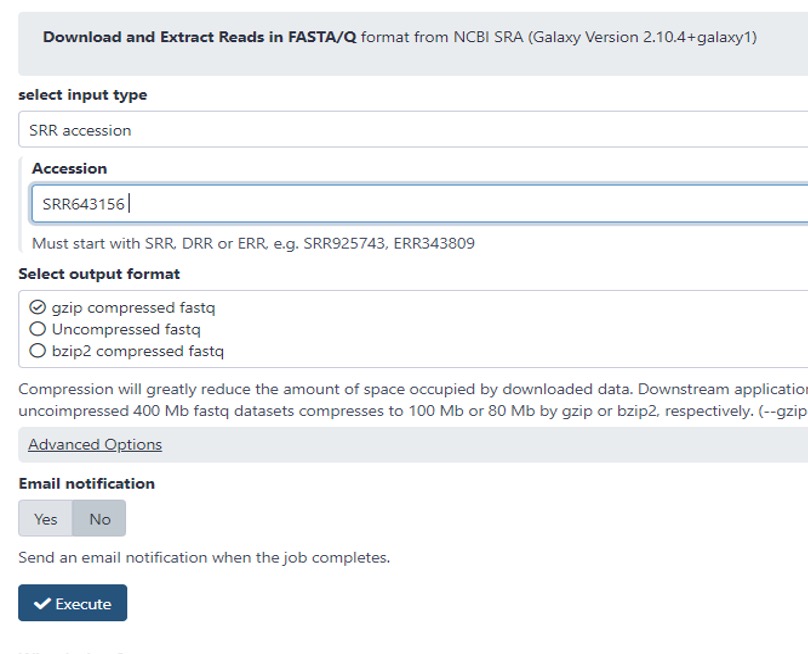 Download and Extract Reads in FASTA/Q format from NCBI SRA (Galaxy Version 2.10.4+galaxy1)
select input type
SRR accession
Accession
SRR643156
Must start with SRR, DRR or ERR, e.g. SRR925743, ERR343809
Select output format
gzip compressed fastq
Uncompressed fastq
bzip2 compressed fastq
Compression will greatly reduce the amount of space occupied by downloaded data. Downstream
uncoimpressed 400 Mb fastq datasets compresses to 100 Mb or 80 Mb by gzip or bzip2, respectively. (--gzip
Advanced Options
Email notification
Yes No
Send an email notification when the job completes.
Execute